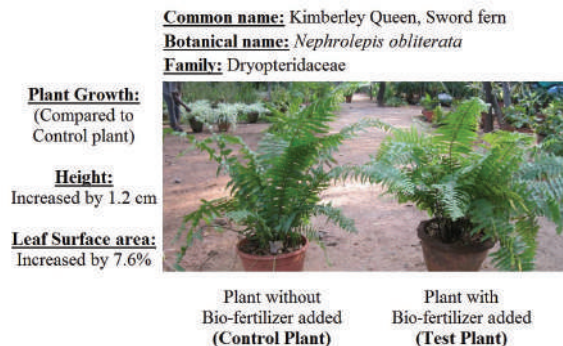 Common name: Kimberley Queen, Sword fern
Botanical name: Nephrolepis obliterata
Family: Dryopteridaceae
Plant Growth:
(Compared to
Control plant)
Height:
Increased by 1.2 cm
Leaf Surface area:
Increased by 7.6%
Plant without
Bio-fertilizer added
(Control Plant)
Plant with
Bio-fertilizer added
(Test Plant)